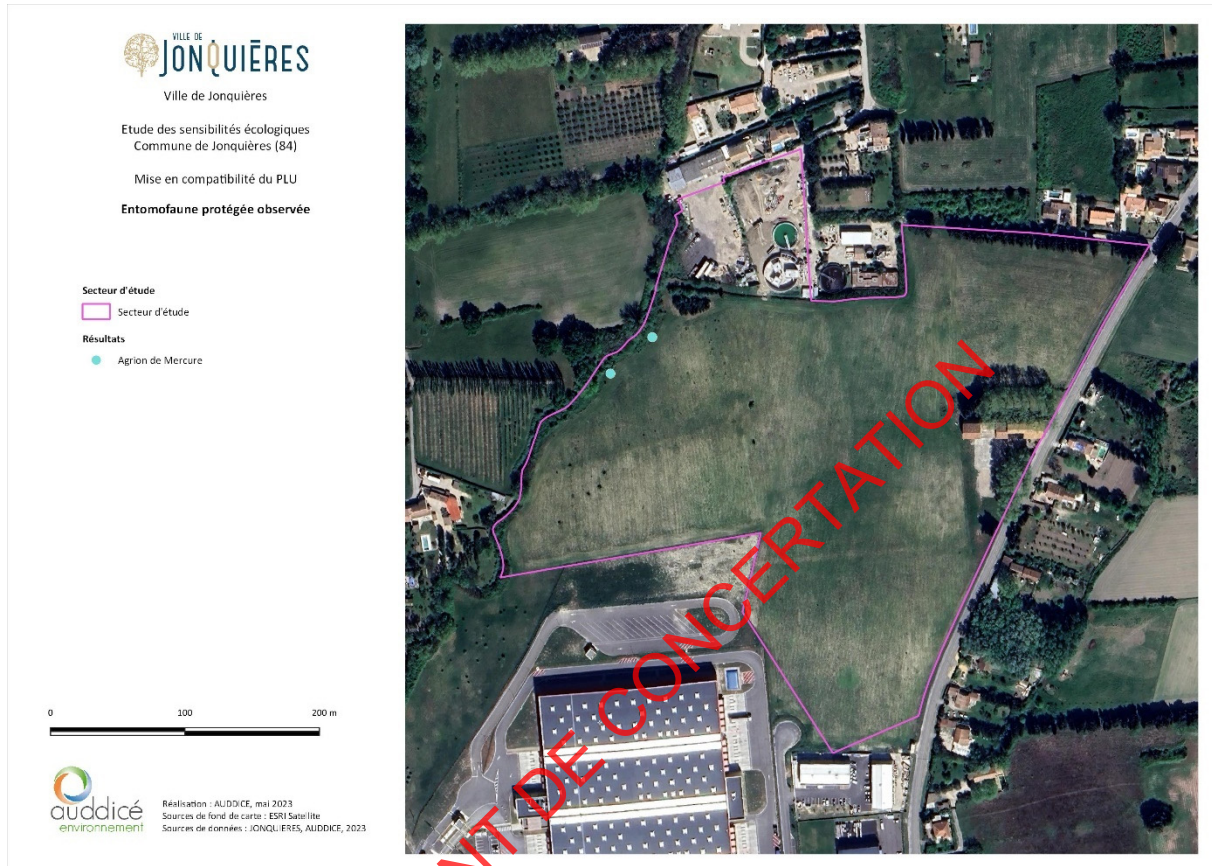 VILLE DE
JONQUIÈRES
Ville de Jonquières
Etude des sensibilités écologiques
Commune de Jonquières (84)
Mise en compatibilité du PLU
Entomofaune protégée observée
Secteur d'étude
Secteur d'étude
Résultats
Agrion de Mercure
0 100 200 m
auddicé
environnement
Réalisation : AUDDICE, mai 2023
Sources de fond de carte : ESRI Satellite
Sources de données : JONQUIERES, AUDDICE, 2023
NT DE CONCERTATION